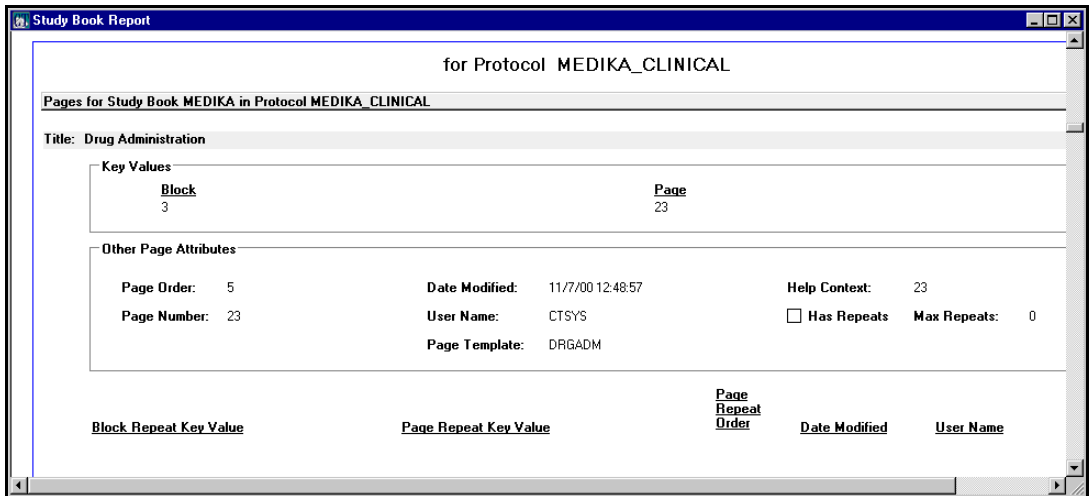 Study Book Report
for Protocol MEDIKA_CLINICAL
Pages for Study Book MEDIKA in Protocol MEDIKA_CLINICAL
Title: Drug Administration
Key Values
Block Page
3 23
Other Page Attributes
Page Order: 5 Date Modified: 11/7/00 12:48:57 Help Context: 23
Page Number: 23 User Name: CTSYS Has Repeats Max Repeats: 0
Page Template: DRGADM
Page
Repeat
Block Repeat Key Value Page Repeat Key Value Order Date Modified User Name